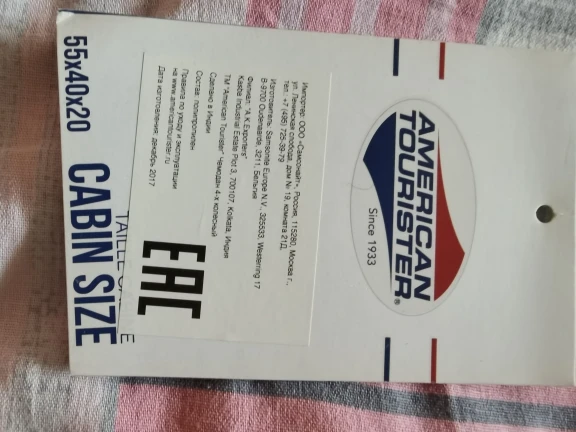 AMERICAN
TOURISTER®
Since 1933
Импортер: ООО «Самсонайт», Россия, 115280, Москва г.,
ул. Ленинская слобода, дом № 19, комната 21Д,
тел.: +7 (495) 725-39-79
Изготовитель: Samsonite Europe N.V., 325533, Westerring 17
B-9700 Oudenaarde, 3211, Бельгия
Филиал: "A.K.Exporters"
Kasba Industrial Estate Plot 3, 700107, Kolkata, Индия
ТМ "American Tourister" Чемодан 4-х колесный
Сделано в Индии
Состав: полипропилен
Правила по уходу и эксплуатации
на www.americantourister.ru
Дата изготовления: декабрь 2017
EAC
TAILLE
55x40x20 CABIN SIZE